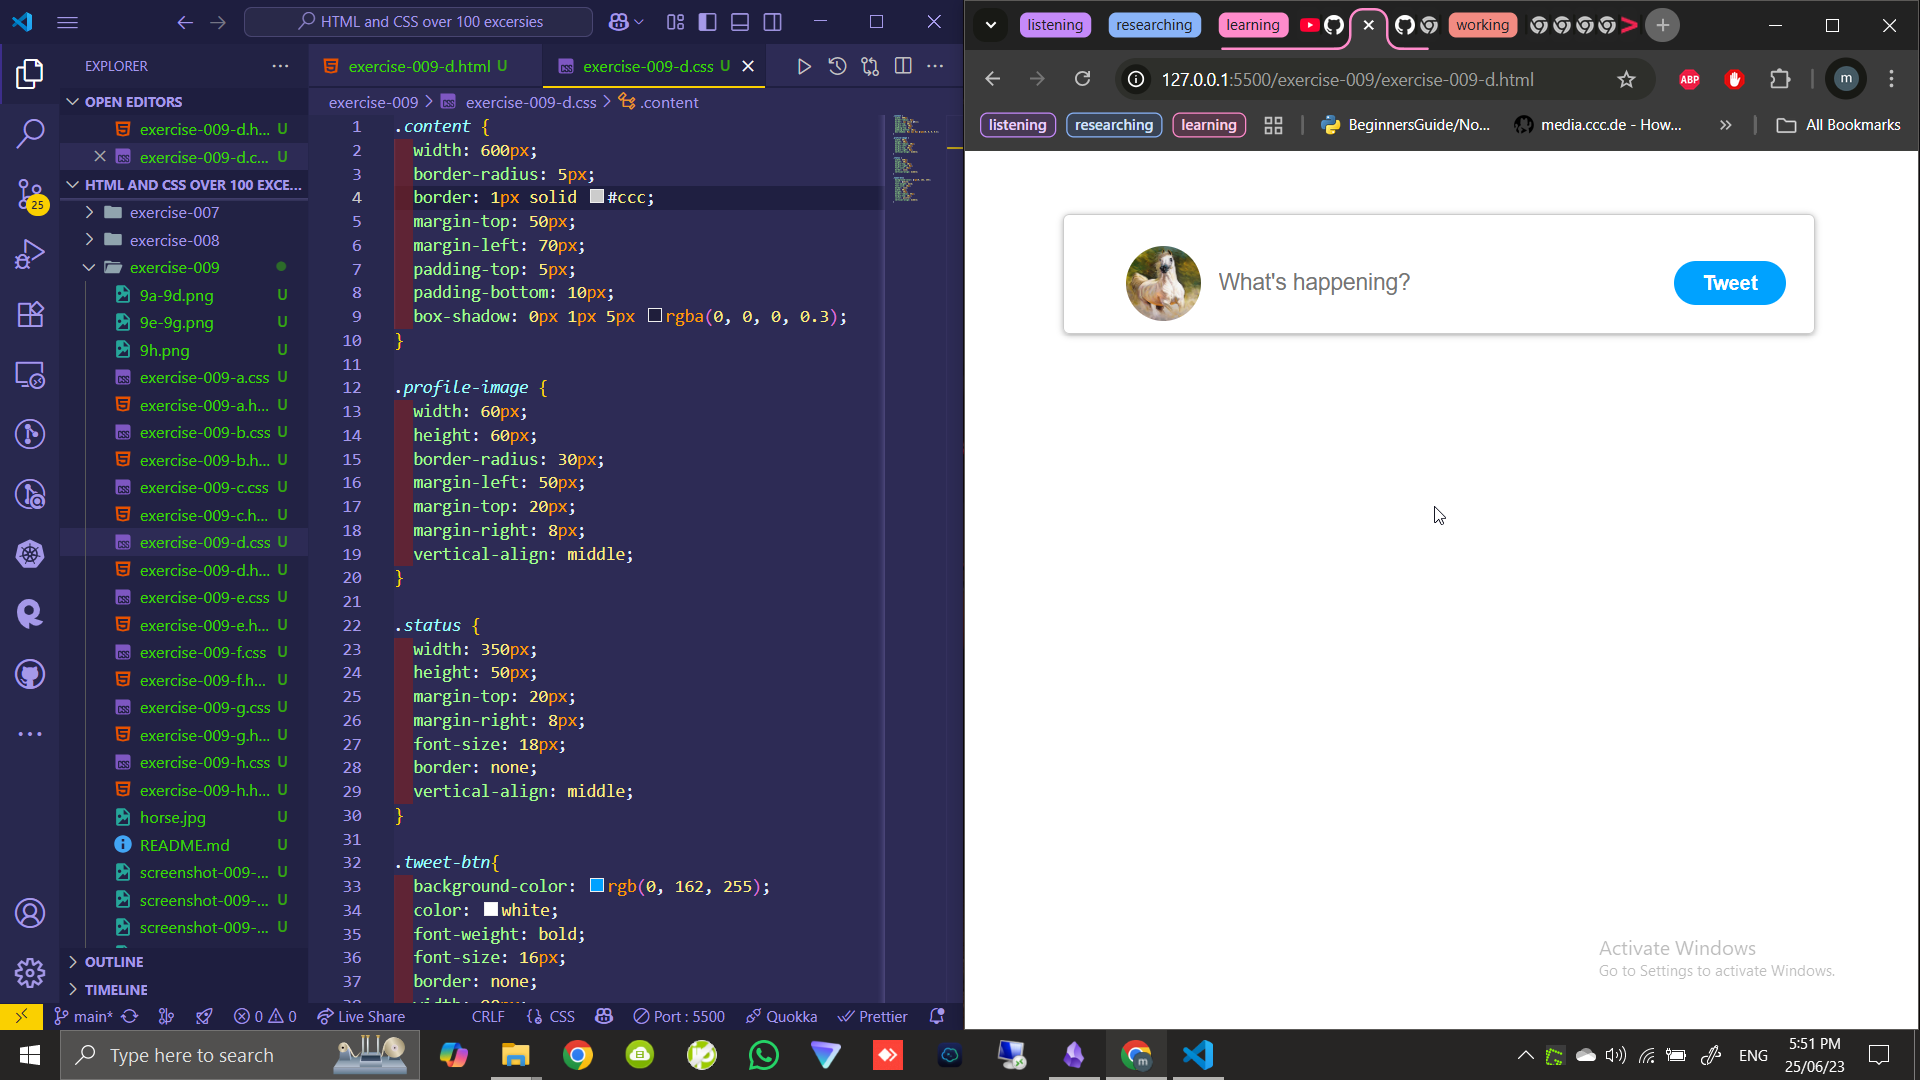 HTML and CSS over 100 excersies
EXPLORER
OPEN EDITORS
exercise-009-d.h... U
exercise-009-d.c... U
HTML AND CSS OVER 100 EXCE...
exercise-007
exercise-008
exercise-009
9a-9d.png U
9e-9g.png U
9h.png U
exercise-009-a.css U
exercise-009-a.h... U
exercise-009-b.css U
exercise-009-b.h... U
exercise-009-c.css U
exercise-009-c.h... U
exercise-009-d.css U
exercise-009-d.h... U
exercise-009-e.css U
exercise-009-e.h... U
exercise-009-f.css U
exercise-009-f.h... U
exercise-009-g.css U
exercise-009-g.h... U
exercise-009-h.css U
exercise-009-h.h... U
horse.jpg U
README.md U
screenshot-009-... U
screenshot-009-... U
screenshot-009-... U
OUTLINE
TIMELINE
25
exercise-009-d.html U
exercise-009-d.css U
exercise-009 > exercise-009-d.css > .content
1 .content {
2 width: 600px;
3 border-radius: 5px;
4 border: 1px solid #ccc;
5 margin-top: 50px;
6 margin-left: 70px;
7 padding-top: 5px;
8 padding-bottom: 10px;
9 box-shadow: 0px 1px 5px rgba(0, 0, 0, 0.3);
10 }
11
12 .profile-image {
13 width: 60px;
14 height: 60px;
15 border-radius: 30px;
16 margin-left: 50px;
17 margin-top: 20px;
18 margin-right: 8px;
19 vertical-align: middle;
20 }
21
22 .status {
23 width: 350px;
24 height: 50px;
25 margin-top: 20px;
26 margin-right: 8px;
27 font-size: 18px;
28 border: none;
29 vertical-align: middle;
30 }
31
32 .tweet-btn{
33 background-color: rgb(0, 162, 255);
34 color: white;
35 font-weight: bold;
36 font-size: 16px;
37 border: none;
main*
0 0
Live Share
CRLF
CSS
Port : 5500
Quokka
Prettier
listening
researching
learning
working
127.0.0.1:5500/exercise-009/exercise-009-d.html
ABP
m
listening
researching
learning
BeginnersGuide/No...
media.ccc.de - How...
All Bookmarks
What's happening?
Tweet
Activate Windows
Go to Settings to activate Windows.
Type here to search
ENG
5:51 PM
25/06/23